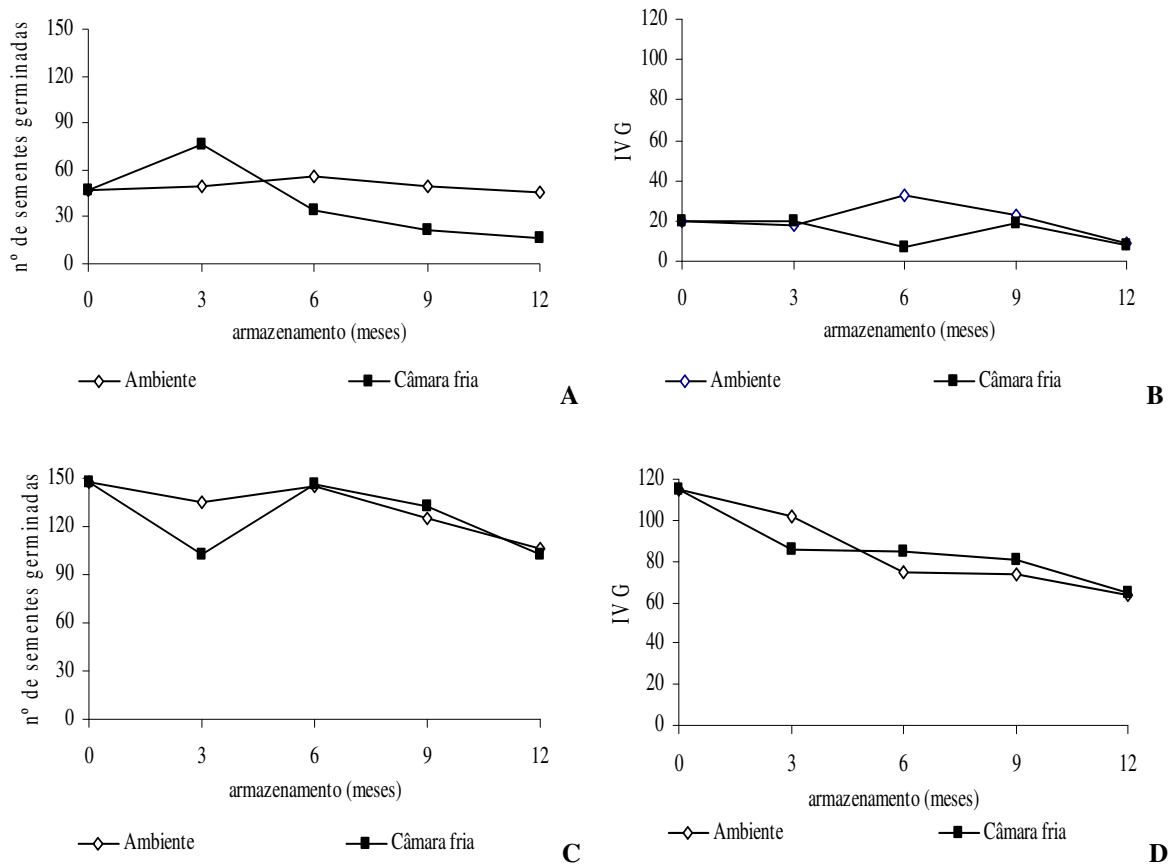 150
120
90
60
30
0
nº de sementes germinadas
0 3 6 9 12
armazenamento (meses)
Ambiente Câmara fria
A
120
100
80
60
40
20
0
IVG
0 3 6 9 12
armazenamento (meses)
Ambiente Câmara fria
B
150
120
90
60
30
0
nº de sementes germinadas
0 3 6 9 12
armazenamento (meses)
Ambiente Câmara fria
C
120
100
80
60
40
20
0
IVG
0 3 6 9 12
armazenamento (meses)
Ambiente Câmara fria
D